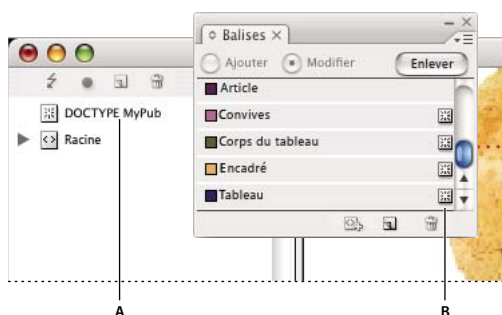 Balises
Ajouter Modifier Enlever
DOCTYPE MyPub
Racine
Article
Convives
Corps du tableau
Encadré
Tableau
A B